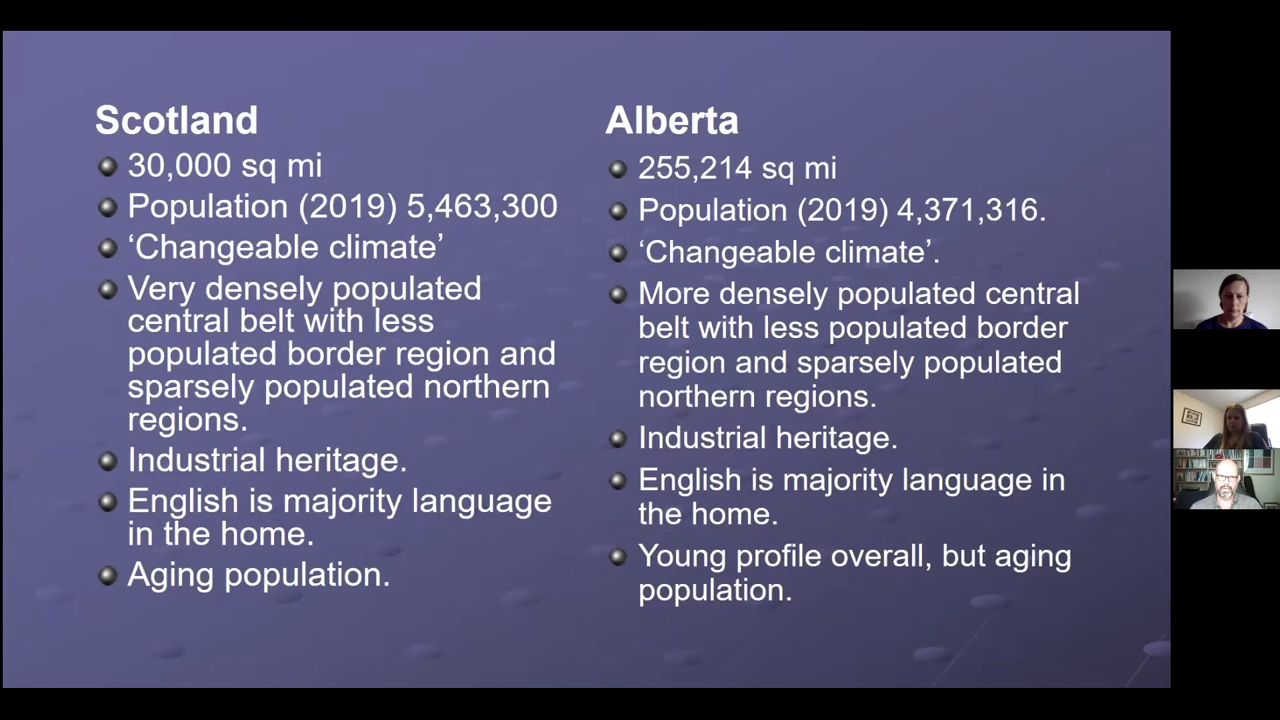 Scotland
30,000 sq mi
Population (2019) 5,463,300
‘Changeable climate’
Very densely populated
central belt with less
populated border region and
sparsely populated northern
regions.
Industrial heritage.
English is majority language
in the home.
Aging population.
Alberta
255,214 sq mi
Population (2019) 4,371,316.
‘Changeable climate’.
More densely populated central
belt with less populated border
region and sparsely populated
northern regions.
Industrial heritage.
English is majority language in
the home.
Young profile overall, but aging
population.